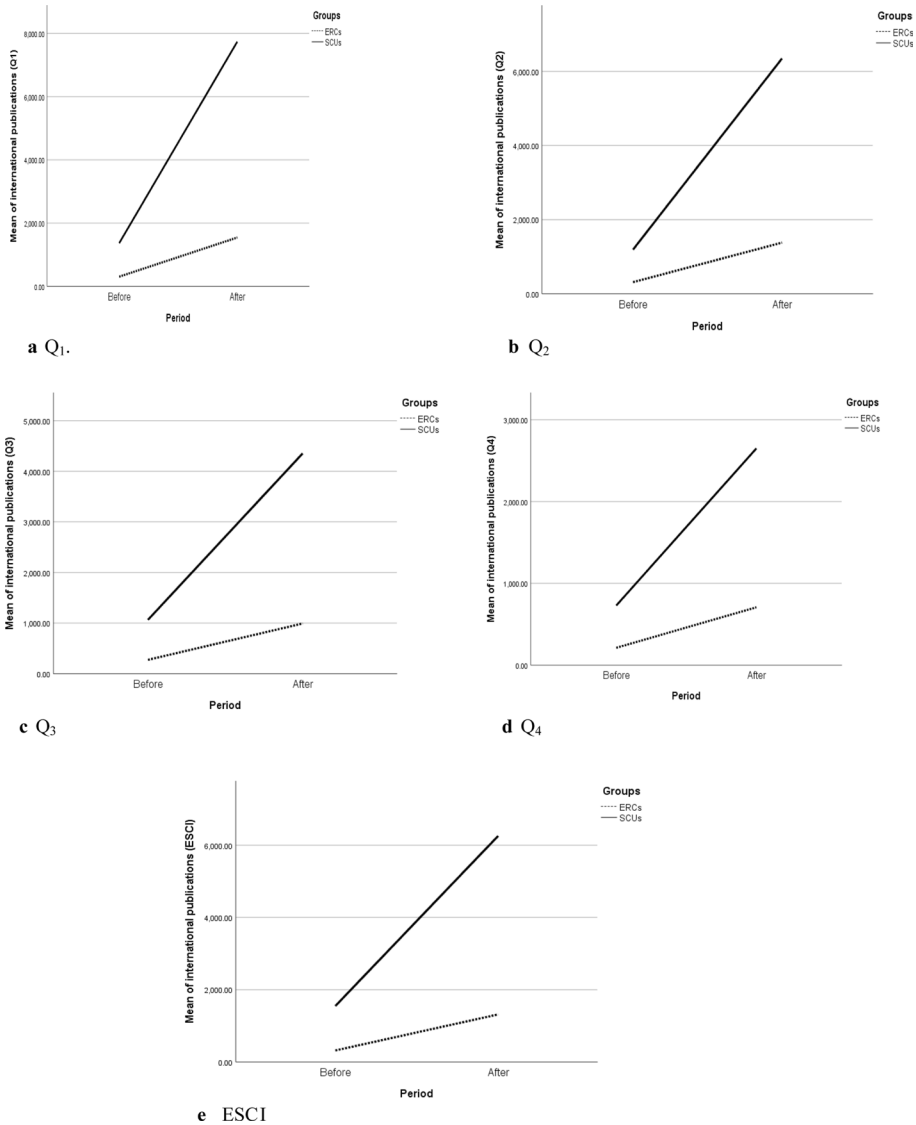 Groups
ERCs
SCUs
Mean of international publications (Q1)
8,000.00
6,000.00
4,000.00
2,000.00
0.00
Before
After
Period
a Q1.
Groups
ERCs
SCUs
Mean of international publications (Q2)
6,000.00
4,000.00
2,000.00
0.00
Before
After
Period
b Q2
Groups
ERCs
SCUs
Mean of international publications (Q3)
5,000.00
4,000.00
3,000.00
2,000.00
1,000.00
0.00
Before
After
Period
c Q3
Groups
ERCs
SCUs
Mean of international publications (Q4)
3,000.00
2,000.00
1,000.00
0.00
Before
After
Period
d Q4
Groups
ERCs
SCUs
Mean of international publications (ESCI)
6,000.00
4,000.00
2,000.00
0.00
Before
After
Period
e ESCI